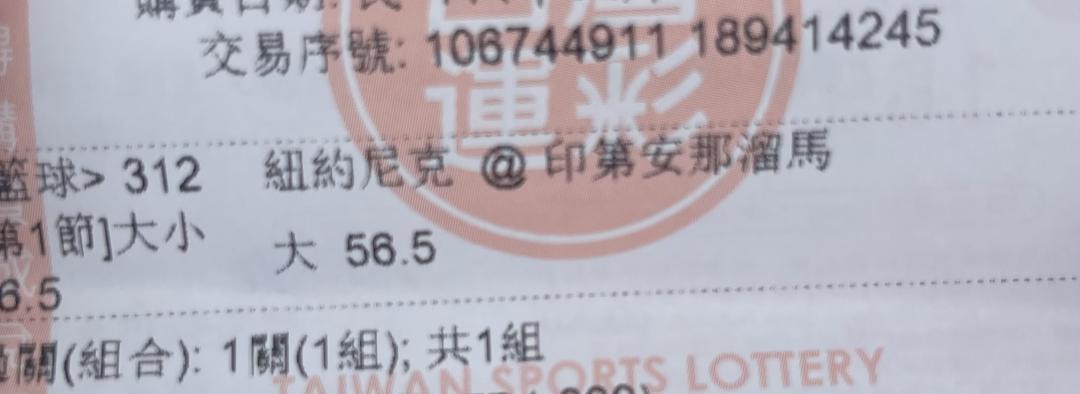 交易序號: 106744911 189414245
籃球> 312 紐約尼克 @ 印第安那溜馬
第1節]大小 大 56.5
6.5
過關(組合): 1關(1組); 共1組
TAIWAN SPORTS LOTTERY
運彩